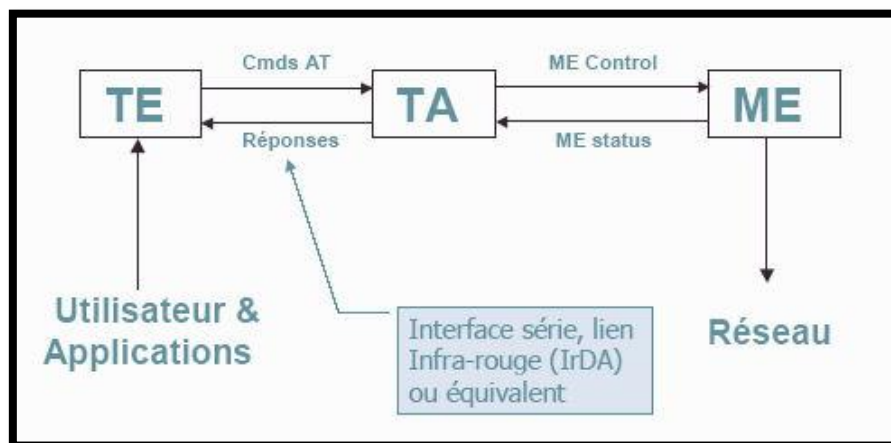 Cmds AT
ME Control
TE
TA
ME
Réponses
ME status
Utilisateur &
Applications
Interface série, lien
Infra-rouge (IrDA)
ou équivalent
Réseau